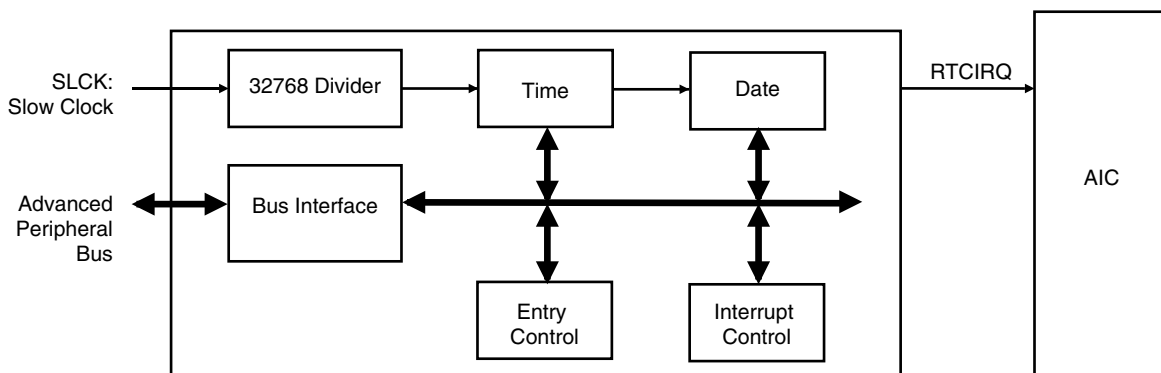 SLCK:
Slow Clock
32768 Divider
Time
Date
RTCIRQ
AIC
Advanced
Peripheral
Bus
Bus Interface
Entry
Control
Interrupt
Control